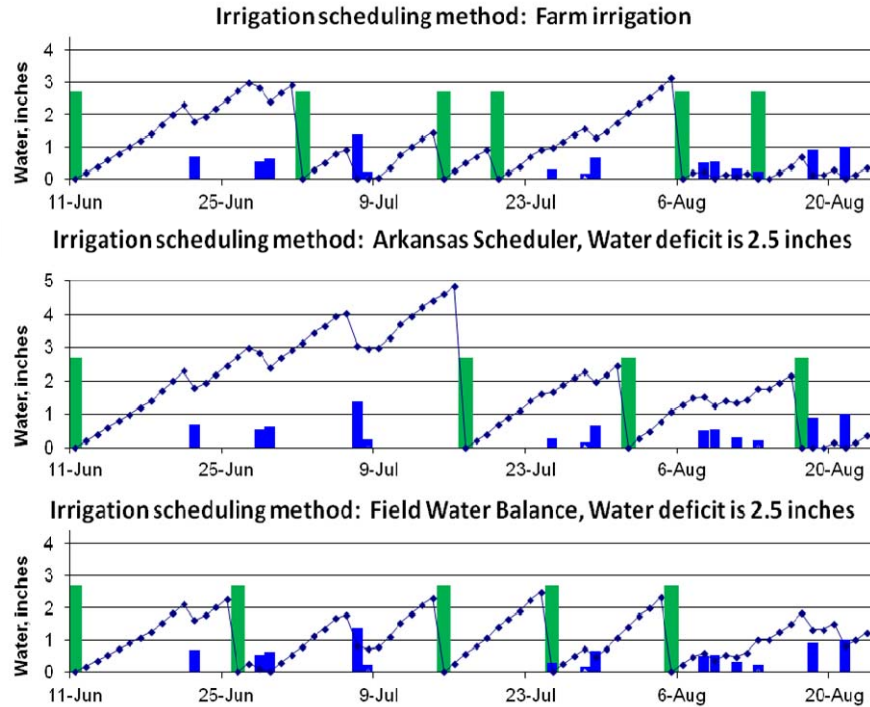 Irrigation scheduling method: Farm irrigation
4
3
2
1
0
Water, inches
11-Jun 25-Jun 9-Jul 23-Jul 6-Aug 20-Aug
Irrigation scheduling method: Arkansas Scheduler, Water deficit is 2.5 inches
5
4
3
2
1
0
Water, inches
11-Jun 25-Jun 9-Jul 23-Jul 6-Aug 20-Aug
Irrigation scheduling method: Field Water Balance, Water deficit is 2.5 inches
4
3
2
1
0
Water, inches
11-Jun 25-Jun 9-Jul 23-Jul 6-Aug 20-Aug